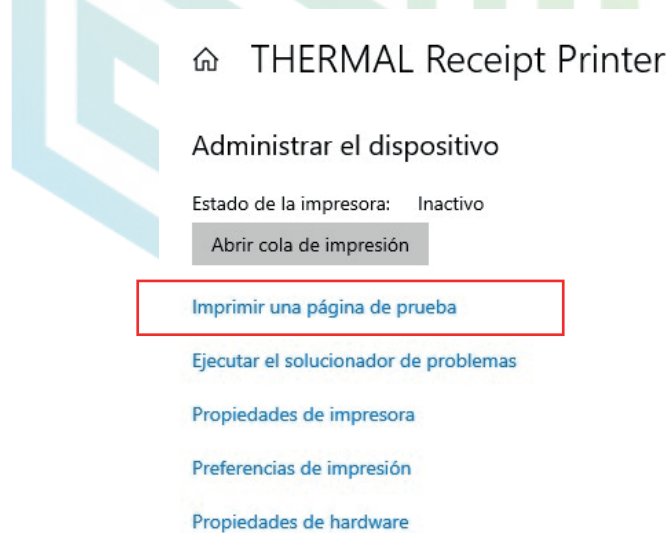 THERMAL Receipt Printer
Administrar el dispositivo
Estado de la impresora: Inactivo
Abrir cola de impresión
Imprimir una página de prueba
Ejecutar el solucionador de problemas
Propiedades de impresora
Preferencias de impresión
Propiedades de hardware